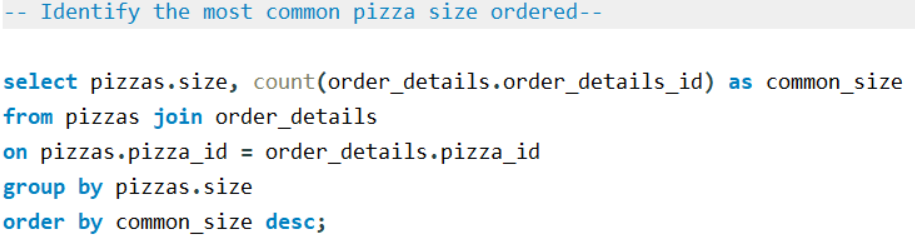 -- Identify the most common pizza size ordered--
select pizzas.size, count(order_details.order_details_id) as common_size
from pizzas join order_details
on pizzas.pizza_id = order_details.pizza_id
group by pizzas.size
order by common_size desc;